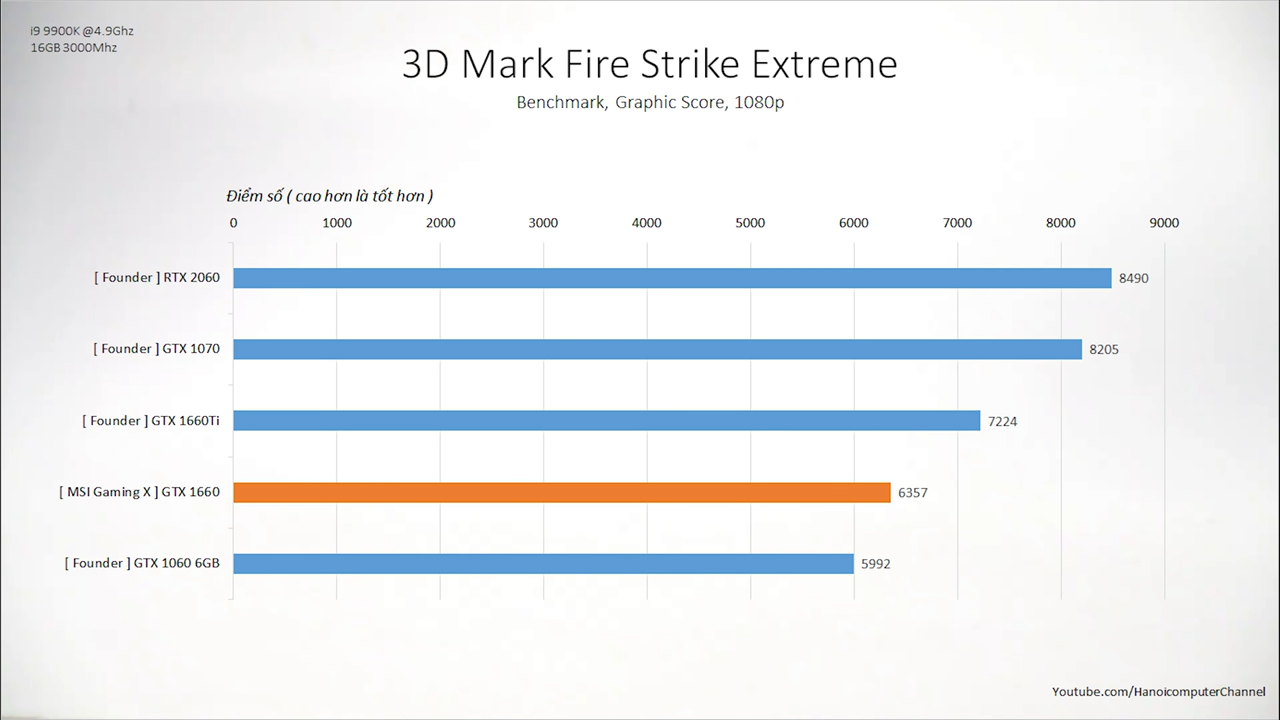 i9 9900K @4.9Ghz
16GB 3000Mhz
3D Mark Fire Strike Extreme
Benchmark, Graphic Score, 1080p
Điểm số ( cao hơn là tốt hơn )
0 1000 2000 3000 4000 5000 6000 7000 8000 9000
[ Founder ] RTX 2060 8490
[ Founder ] GTX 1070 8205
[ Founder ] GTX 1660Ti 7224
[ MSI Gaming X ] GTX 1660 6357
[ Founder ] GTX 1060 6GB 5992
Youtube.com/HanoicomputerChannel